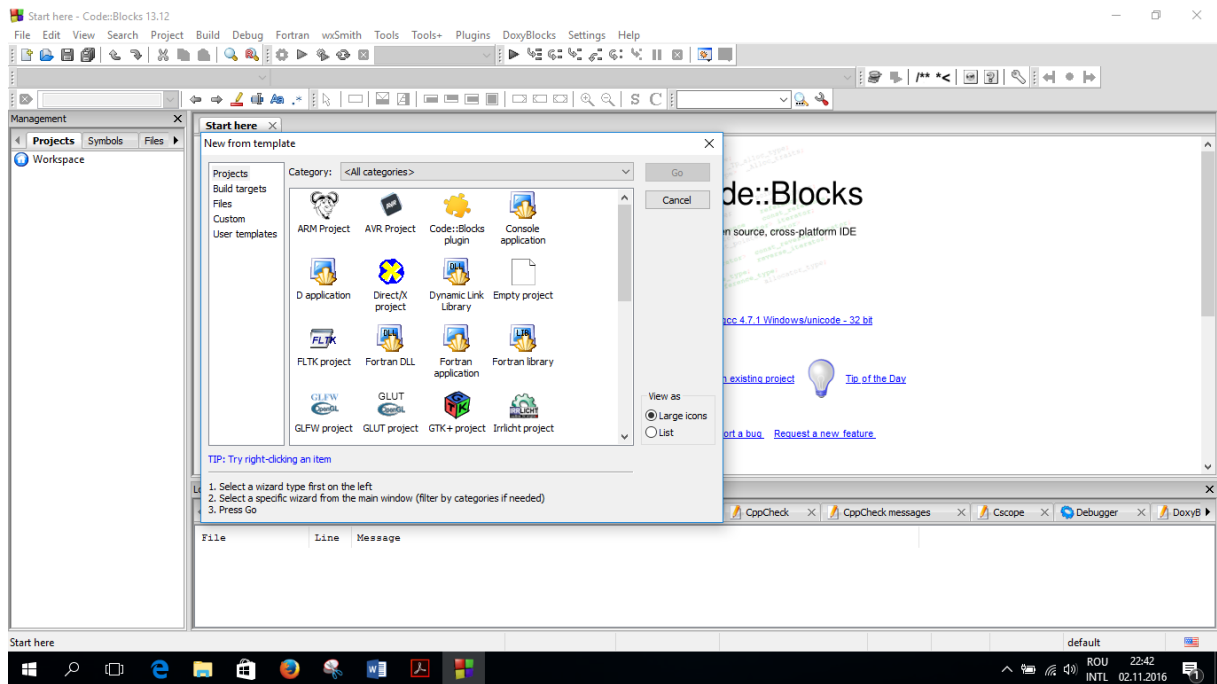 Start here - Code::Blocks 13.12
File Edit View Search Project Build Debug Fortran wxSmith Tools Tools+ Plugins DoxyBlocks Settings Help
/** *<
S C
Management
Projects Symbols Files
Workspace
Start here
New from template
Projects
Build targets
Files
Custom
User templates
Category: <All categories>
Go
Cancel
ARM Project
AVR Project
Code::Blocks plugin
Console application
D application
Direct/X project
Dynamic Link Library
Empty project
FLTK project
Fortran DLL
Fortran application
Fortran library
GLFW project
GLUT project
GTK+ project
Irrlicht project
View as
Large icons
List
TIP: Try right-clicking an item
1. Select a wizard type first on the left
2. Select a specific wizard from the main window (filter by categories if needed)
3. Press Go
de::Blocks
n source, cross-platform IDE
gcc 4.7.1 Windows/unicode - 32 bit
n existing project
Tip of the Day
ort a bug
Request a new feature
CppCheck
CppCheck messages
Cscope
Debugger
DoxyB
File Line Message
Start here
default
ROU
INTL
22:42
02.11.2016